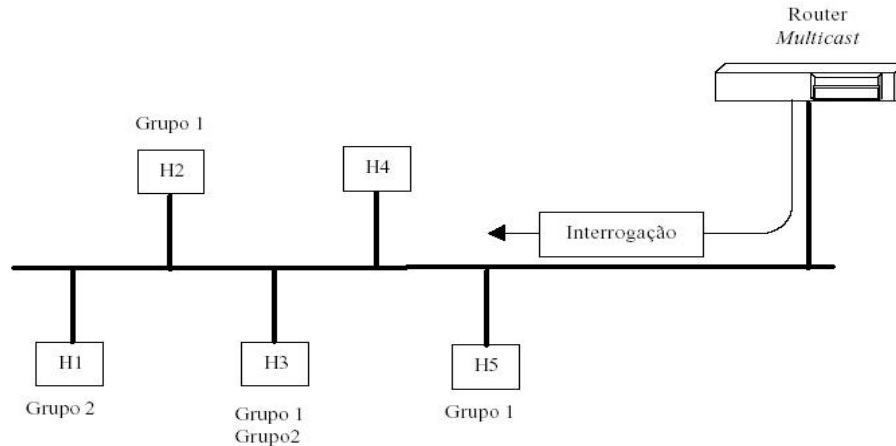 Router
Multicast
Grupo 1
H2
H4
Interrogação
H1
H3
H5
Grupo 2
Grupo 1
Grupo2
Grupo 1